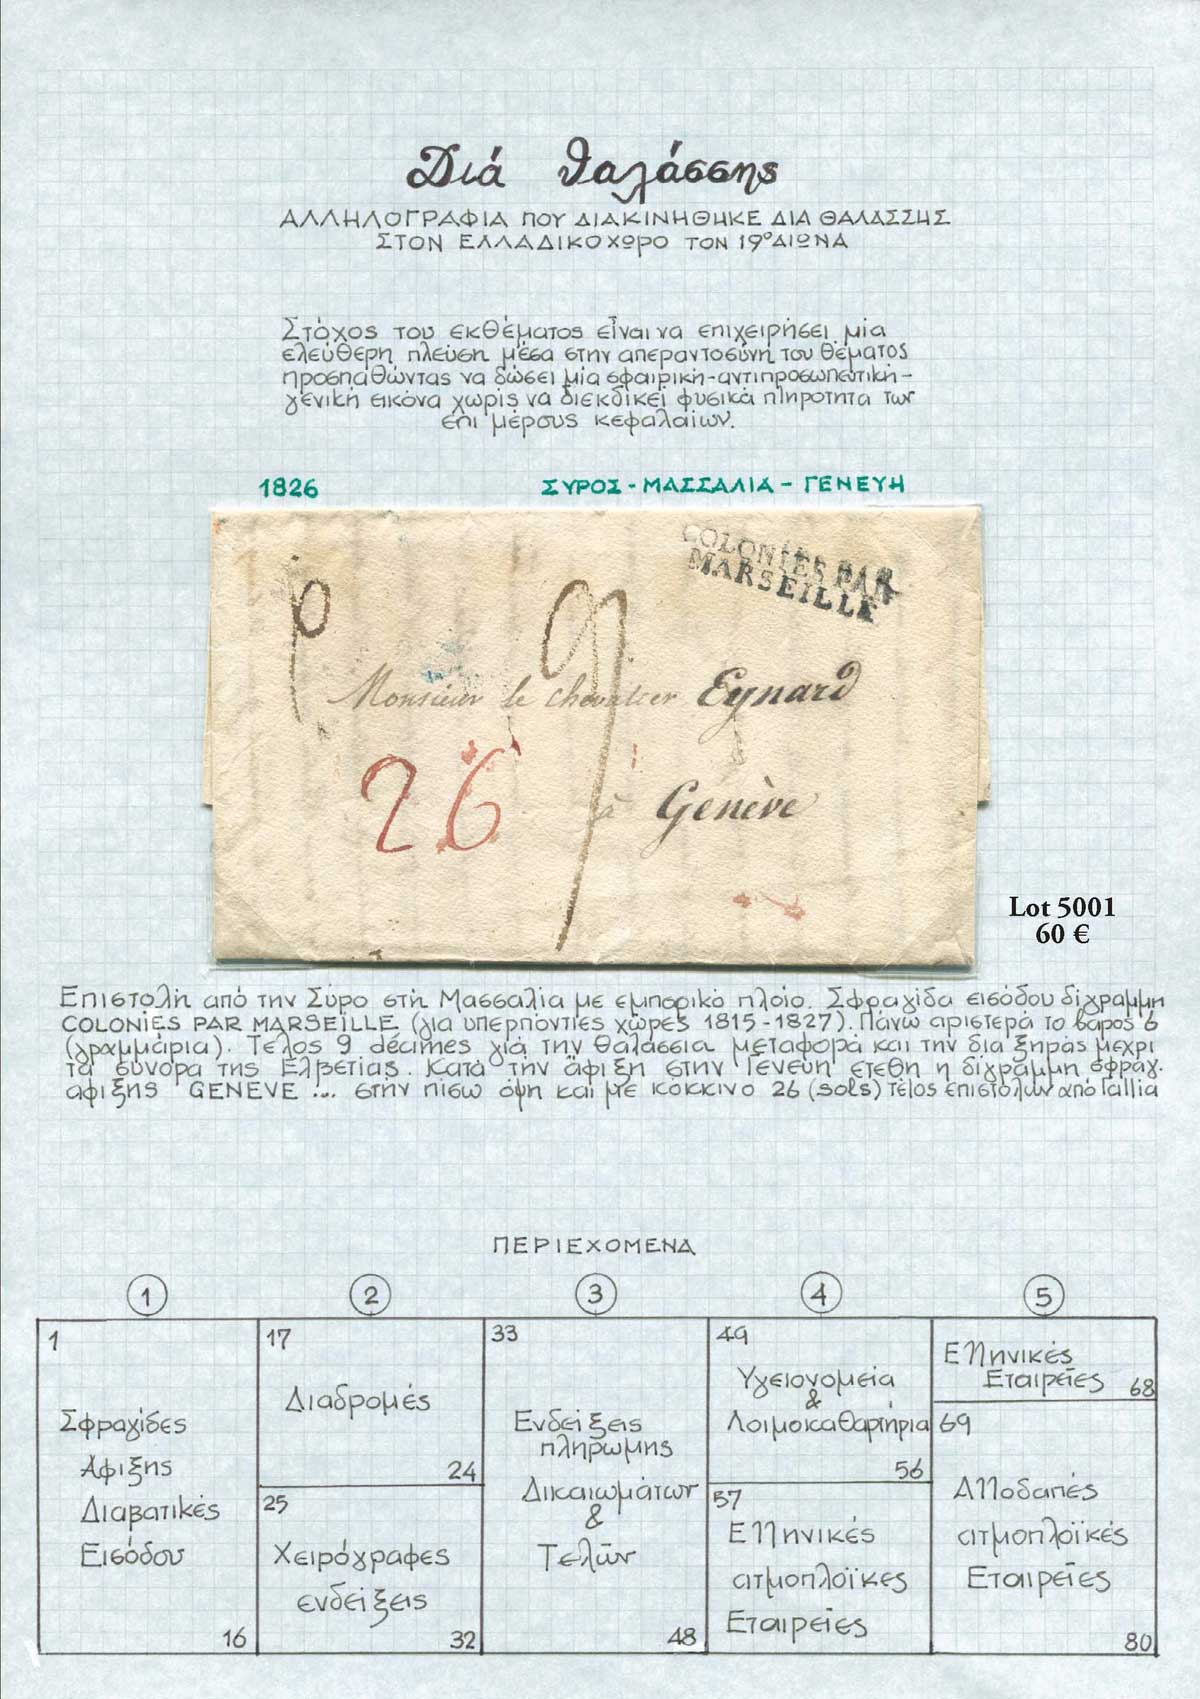 Διά θαλάσσης
ΑΛΛΗΛΟΓΡΑΦΙΑ ΠΟΥ ΔΙΑΚΙΝΗΘΗΚΕ ΔΙΑ ΘΑΛΑΣΣΗΣ
ΣΤΟΝ ΕΛΛΑΔΙΚΟ ΧΩΡΟ ΤΟΝ 19º ΑΙΩΝΑ
Στόχος του εκθέματος είναι να επιχειρήσει μία
ελεύθερη πλεύση μέσα στην απεραντοσύνη του θέματος
προσπαθώντας να δώσει μία σφαιρική-αντιπροσωπευτική-
γενική εικόνα χωρίς να διεκδικεί φυσικά πληρότητα των
επί μέρους κεφαλαίων.
1826 ΣΥΡΟΣ - ΜΑΣΣΑΛΙΑ - ΓΕΝΕΥΗ
COLONIES PAR
MARSEILLE
6
9
Monsieur le chevalier Eynard
26
à Genève
Lot 5001
60 €
Επιστολή από την Σύρο στη Μασσαλία με εμπορικό πλοίο. Σφραγίδα εισόδου δίγραμμη
COLONIES PAR MARSEILLE (για υπερπόντιες χώρες 1815-1827). Πάνω αριστερά το βάρος 6
(γραμμάρια). Τέλος 9 décimes γιά την θαλάσσια μεταφορά και την δια ξηράς μέχρι
τα σύνορα της Ελβετίας. Κατά την άφιξη στην Γενεύη ετέθη η δίγραμμη σφραγ.
αφίξης GENEVE ... στην πίσω όψη και με κόκκινο 26 (sols) τέλος επιστολών από Γαλλία
ΠΕΡΙΕΧΟΜΕΝΑ
1 2 3 4 5
1
Σφραγίδες
Άφιξης
Διαβατικές
Εισόδου
16
17
Διαδρομές
24
25
Χειρόγραφες
ενδείξεις
32
33
Ενδείξεις
πληρωμής
Δικαιωμάτων
&
Τελών
48
49
Υγειονομεία
&
Λοιμοκαθαρτήρια
56
57
Ελληνικές
ατμοπλοϊκές
Εταιρείες
Ελληνικές
Εταιρείες 68
69
Αλλοδαπές
ατμοπλοϊκές
Εταιρείες
80